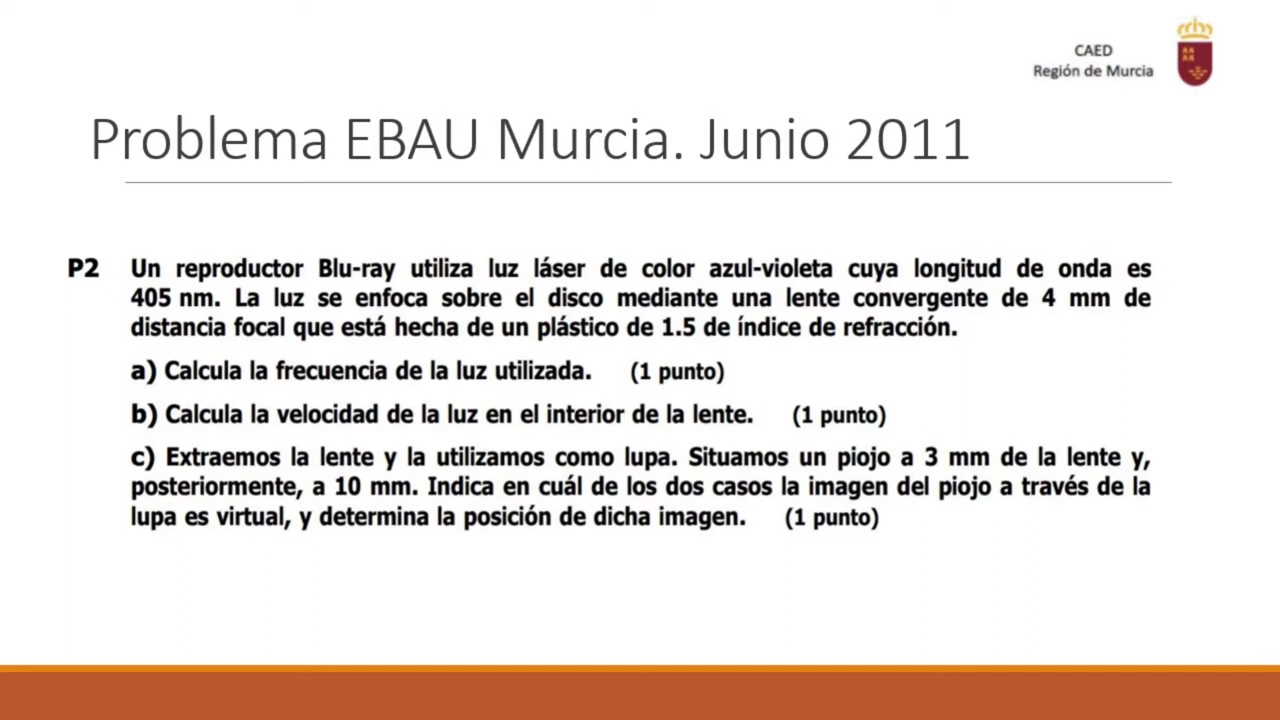 CAED
Región de Murcia
Problema EBAU Murcia. Junio 2011
P2 Un reproductor Blu-ray utiliza luz láser de color azul-violeta cuya longitud de onda es
405 nm. La luz se enfoca sobre el disco mediante una lente convergente de 4 mm de
distancia focal que está hecha de un plástico de 1.5 de índice de refracción.
a) Calcula la frecuencia de la luz utilizada. (1 punto)
b) Calcula la velocidad de la luz en el interior de la lente. (1 punto)
c) Extraemos la lente y la utilizamos como lupa. Situamos un piojo a 3 mm de la lente y,
posteriormente, a 10 mm. Indica en cuál de los dos casos la imagen del piojo a través de la
lupa es virtual, y determina la posición de dicha imagen. (1 punto)